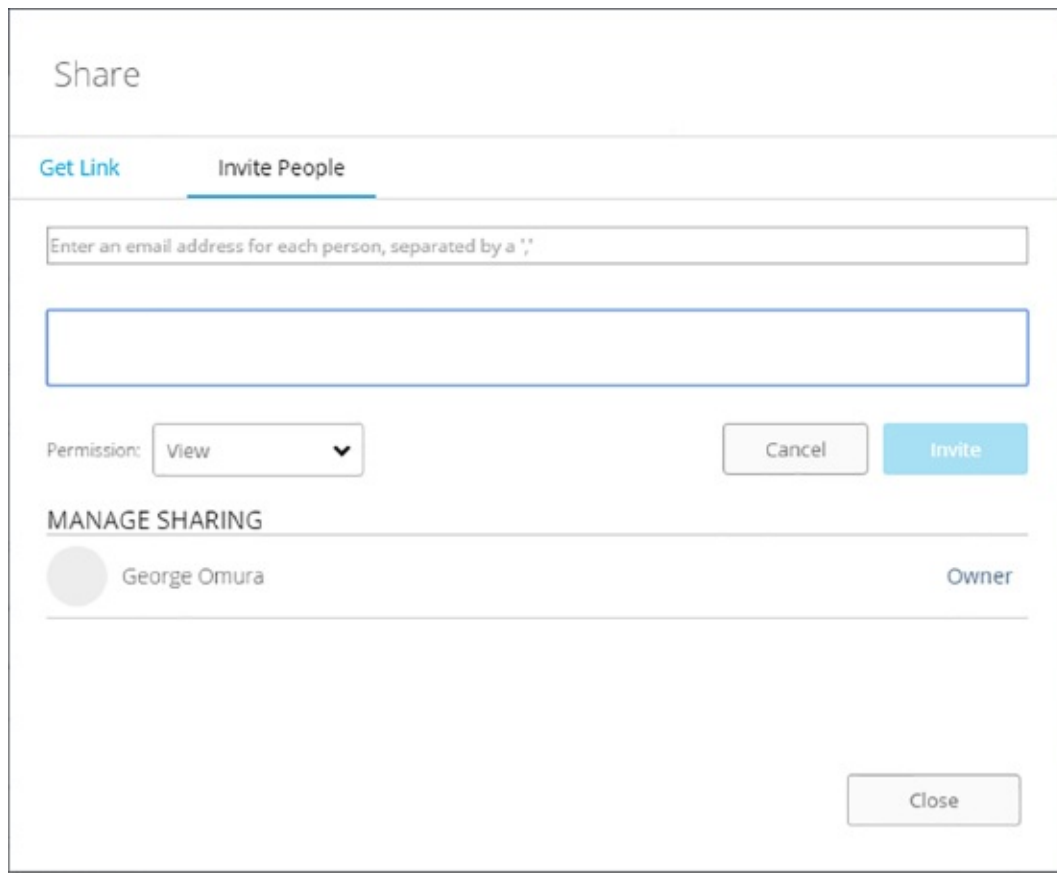 Share
Get Link Invite People
Enter an email address for each person, separated by a ','
Permission: View Cancel Invite
MANAGE SHARING
George Omura Owner
Close